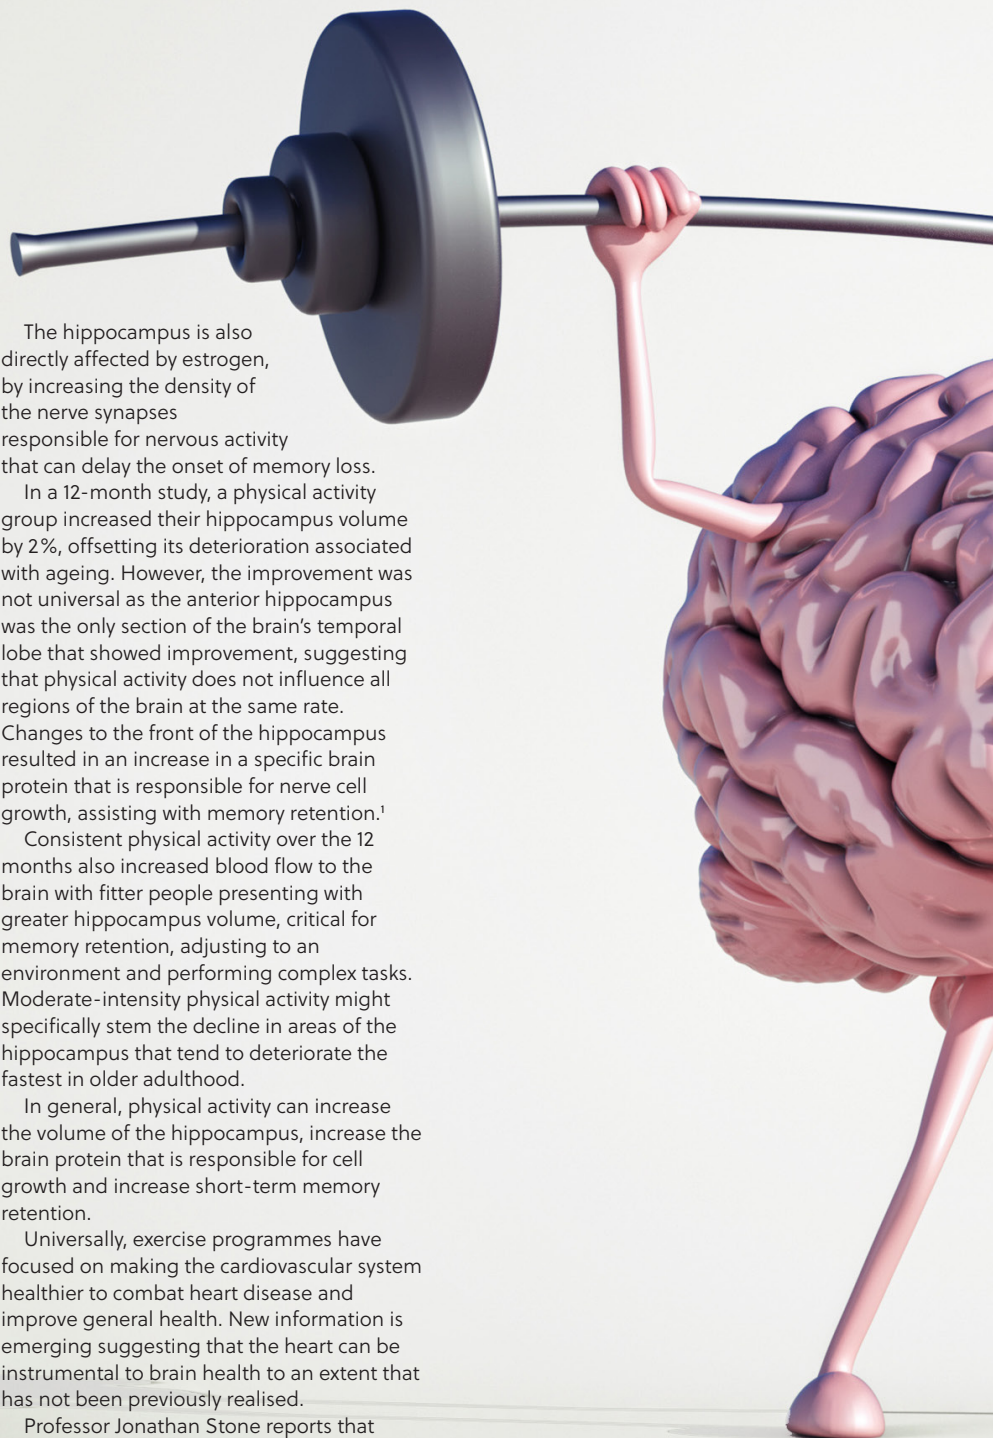 The hippocampus is also
directly affected by estrogen,
by increasing the density of
the nerve synapses
responsible for nervous activity
that can delay the onset of memory loss.
In a 12-month study, a physical activity
group increased their hippocampus volume
by 2%, offsetting its deterioration associated
with ageing. However, the improvement was
not universal as the anterior hippocampus
was the only section of the brain’s temporal
lobe that showed improvement, suggesting
that physical activity does not influence all
regions of the brain at the same rate.
Changes to the front of the hippocampus
resulted in an increase in a specific brain
protein that is responsible for nerve cell
growth, assisting with memory retention.¹
Consistent physical activity over the 12
months also increased blood flow to the
brain with fitter people presenting with
greater hippocampus volume, critical for
memory retention, adjusting to an
environment and performing complex tasks.
Moderate-intensity physical activity might
specifically stem the decline in areas of the
hippocampus that tend to deteriorate the
fastest in older adulthood.
In general, physical activity can increase
the volume of the hippocampus, increase the
brain protein that is responsible for cell
growth and increase short-term memory
retention.
Universally, exercise programmes have
focused on making the cardiovascular system
healthier to combat heart disease and
improve general health. New information is
emerging suggesting that the heart can be
instrumental to brain health to an extent that
has not been previously realised.
Professor Jonathan Stone reports that